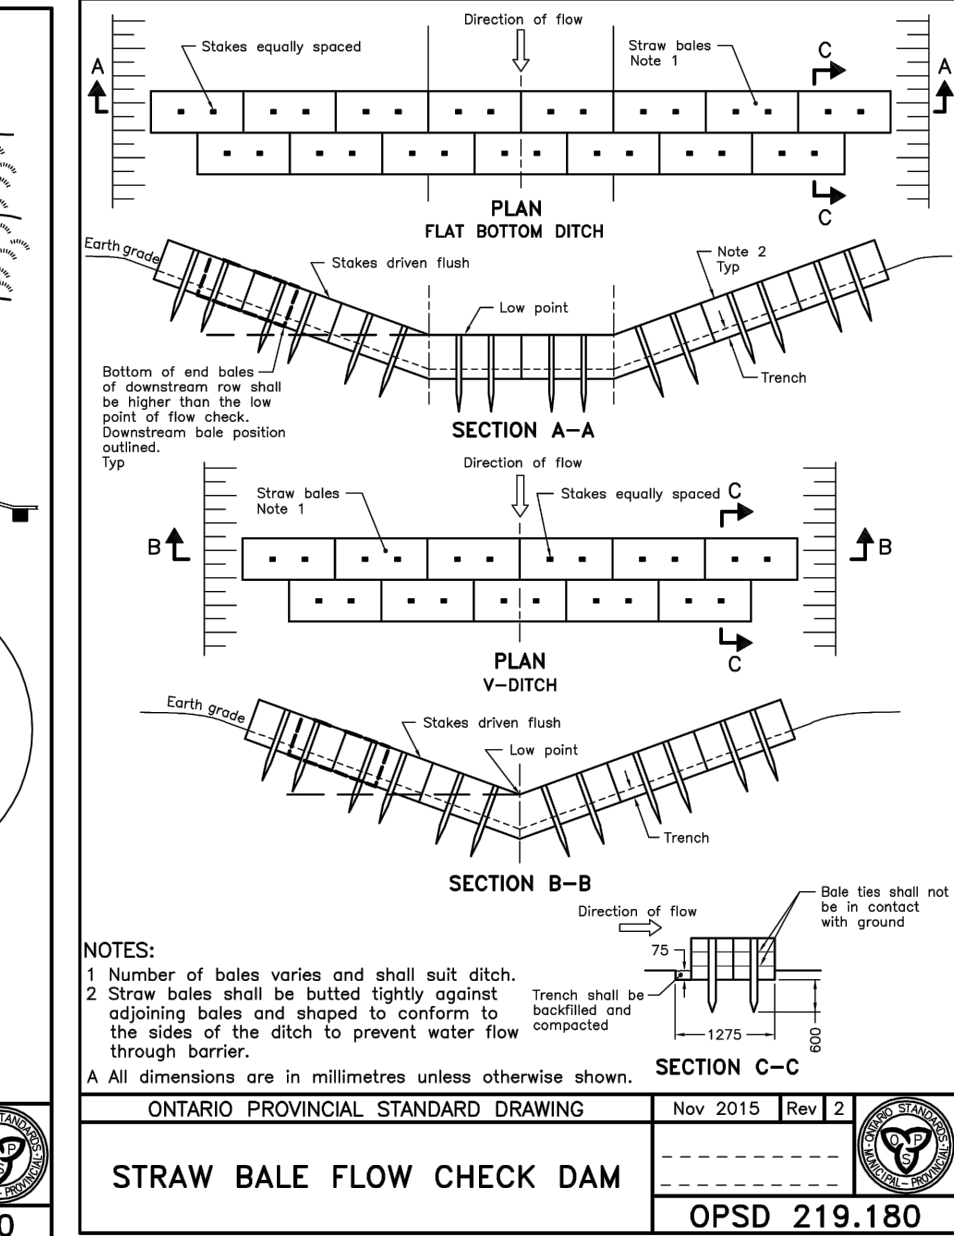 Direction of flow
Stakes equally spaced
Straw bales
Note 1
C
A
A
C
PLAN
FLAT BOTTOM DITCH
Earth grade
Stakes driven flush
Note 2
Typ
Low point
Trench
Bottom of end bales
of downstream row shall
be higher than the low
point of flow check.
Downstream bale position
outlined.
Typ
SECTION A-A
Direction of flow
Straw bales
Note 1
Stakes equally spaced
C
B
B
C
PLAN
V-DITCH
Earth grade
Stakes driven flush
Low point
Trench
SECTION B-B
Direction of flow
Bale ties shall not
be in contact
with ground
75
Trench shall be
backfilled and
compacted
1275
600
SECTION C-C
NOTES:
1 Number of bales varies and shall suit ditch.
2 Straw bales shall be butted tightly against
adjoining bales and shaped to conform to
the sides of the ditch to prevent water flow
through barrier.
A All dimensions are in millimetres unless otherwise shown.
ONTARIO PROVINCIAL STANDARD DRAWING
Nov 2015
Rev
2
STRAW BALE FLOW CHECK DAM
ONTARIO STANDARDS
MUNICIPAL-PROVINCIAL
O P
S
OPSD 219.180